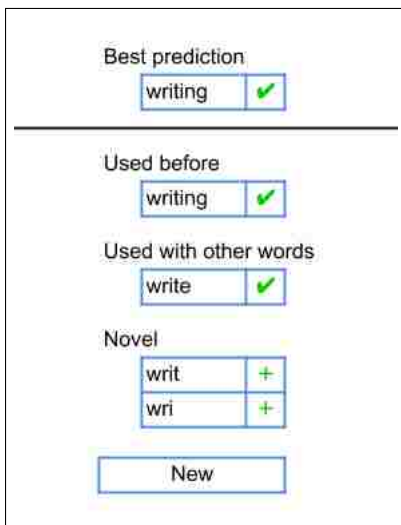 Best prediction
writing ✔
Used before
writing ✔
Used with other words
write ✔
Novel
writ +
wri +
New